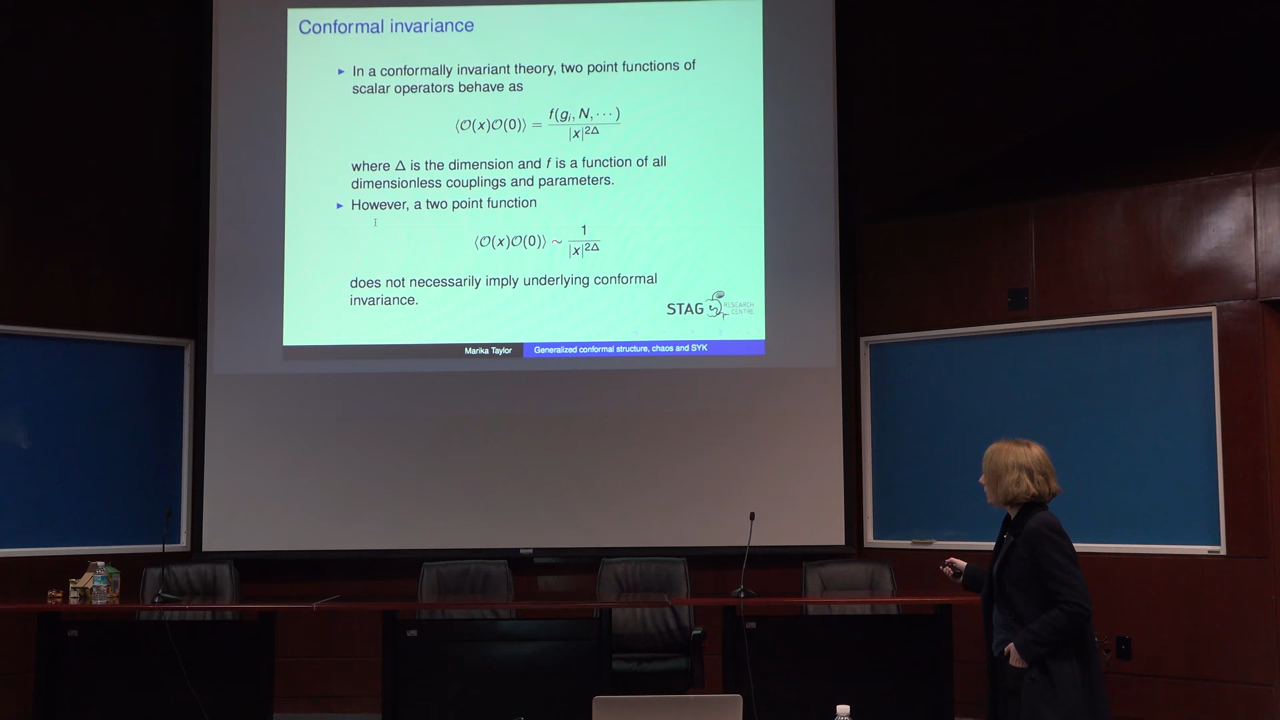 Conformal invariance
► In a conformally invariant theory, two point functions of
scalar operators behave as
⟨𝒪(x)𝒪(0)⟩ = f(gᵢ, N, ⋯) / |x|^{2Δ}
where Δ is the dimension and f is a function of all
dimensionless couplings and parameters.
► However, a two point function
⟨𝒪(x)𝒪(0)⟩ ∼ 1 / |x|^{2Δ}
does not necessarily imply underlying conformal
invariance.
STAG RESEARCH
CENTRE
Marika Taylor Generalized conformal structure, chaos and SYK